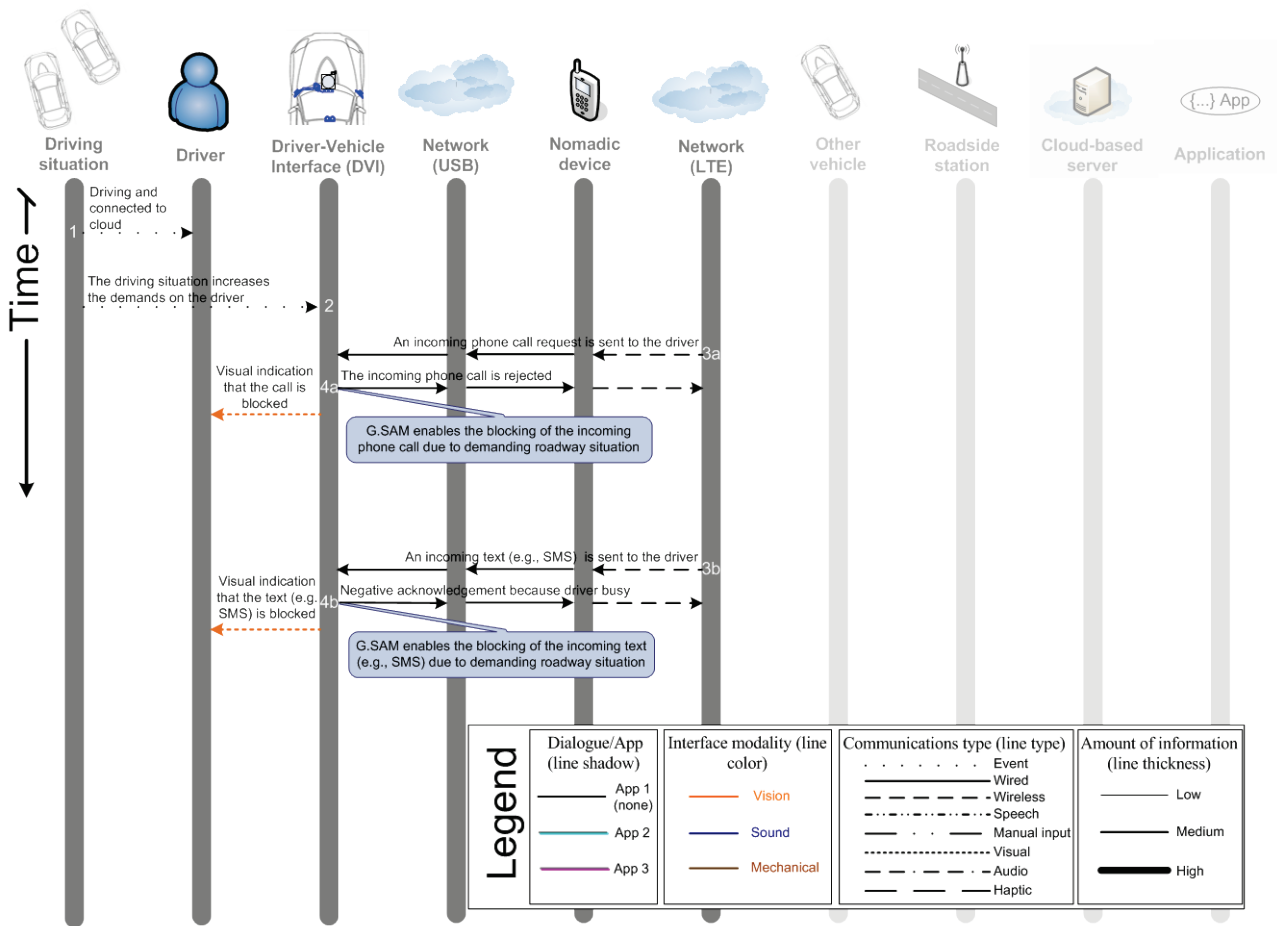 Driving
situation
Driver
Driver-Vehicle
Interface (DVI)
Network
(USB)
Nomadic
device
Network
(LTE)
Other
vehicle
Roadside
station
Cloud-based
server
{...} App
Application
Time
Driving and
connected to
cloud
1
The driving situation increases
the demands on the driver
2
An incoming phone call request is sent to the driver
3a
Visual indication
that the call is
blocked
4a
The incoming phone call is rejected
G.SAM enables the blocking of the incoming
phone call due to demanding roadway situation
An incoming text (e.g., SMS) is sent to the driver
3b
Visual indication
that the text (e.g.
SMS) is blocked
4b
Negative acknowledgement because driver busy
G.SAM enables the blocking of the incoming text
(e.g., SMS) due to demanding roadway situation
Legend
Dialogue/App
(line shadow)
App 1
(none)
App 2
App 3
Interface modality (line
color)
Vision
Sound
Mechanical
Communications type (line type)
Event
Wired
Wireless
Speech
Manual input
Visual
Audio
Haptic
Amount of information
(line thickness)
Low
Medium
High